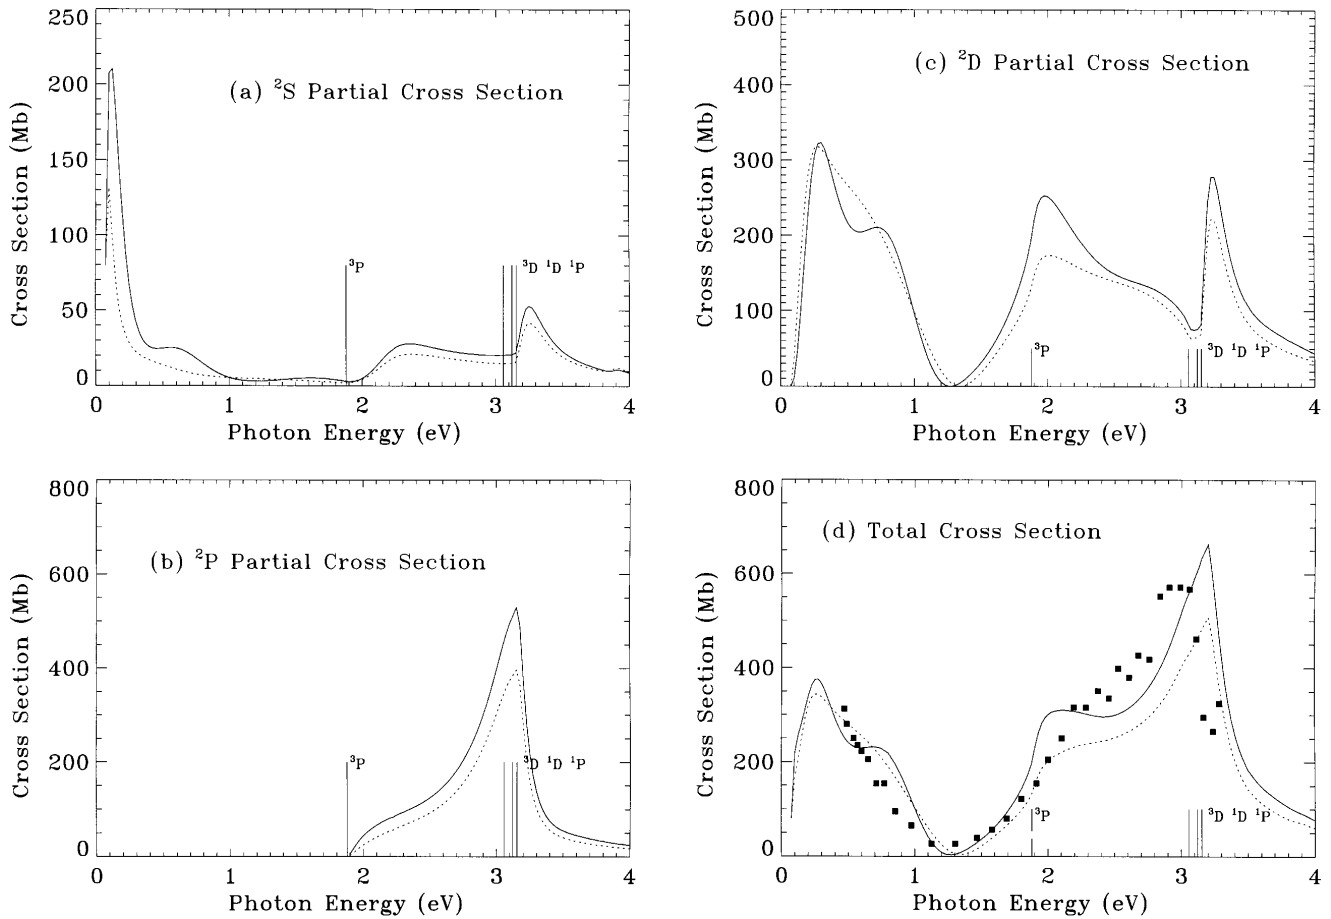 250
200
150
100
50
0
Cross Section (Mb)
(a) ²S Partial Cross Section
³P
³D ¹D ¹P
0 1 2 3 4
Photon Energy (eV)
500
400
300
200
100
0
Cross Section (Mb)
(c) ²D Partial Cross Section
³P
³D ¹D ¹P
0 1 2 3 4
Photon Energy (eV)
800
600
400
200
0
Cross Section (Mb)
(b) ²P Partial Cross Section
³P
³D ¹D ¹P
0 1 2 3 4
Photon Energy (eV)
800
600
400
200
0
Cross Section (Mb)
(d) Total Cross Section
³P
³D ¹D ¹P
0 1 2 3 4
Photon Energy (eV)